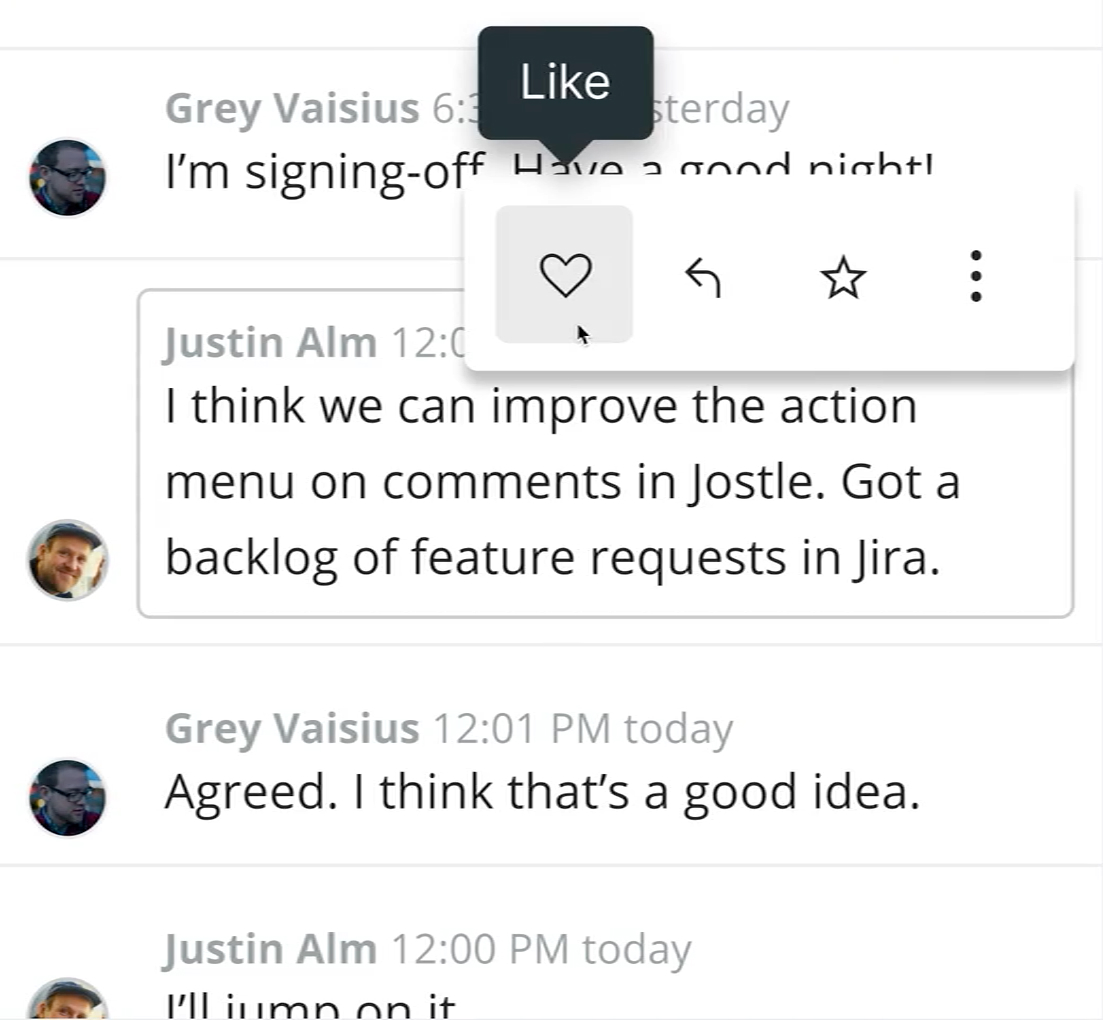 Like
Grey Vaisius 6:3 sterday
I’m signing-off. Have a good night!
Justin Alm 12:0
I think we can improve the action
menu on comments in Jostle. Got a
backlog of feature requests in Jira.
Grey Vaisius 12:01 PM today
Agreed. I think that’s a good idea.
Justin Alm 12:00 PM today
I’ll jump on it